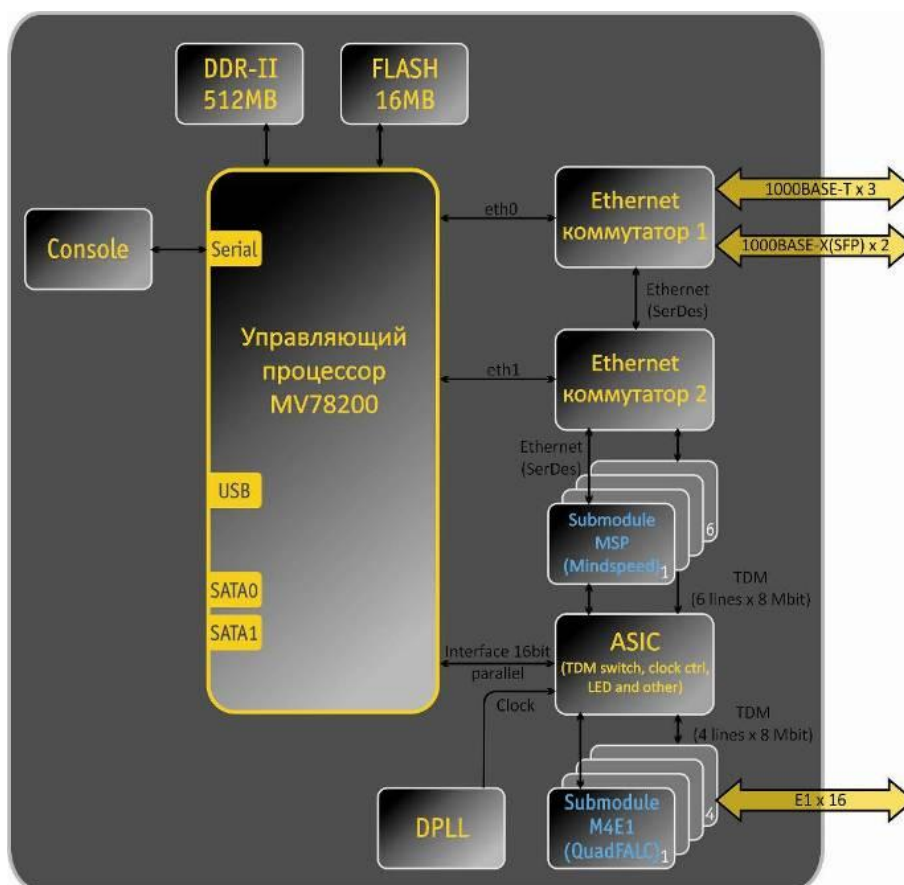 DDR-II
512MB
FLASH
16MB
1000BASE-T x 3
eth0
Ethernet
коммутатор 1
1000BASE-X(SFP) x 2
Console
Serial
Ethernet
(SerDes)
Управляющий
процессор
MV78200
eth1
Ethernet
коммутатор 2
Ethernet
(SerDes)
USB
6
Submodule
MSP
(Mindspeed)
1
TDM
(6 lines x 8 Mbit)
SATA0
SATA1
ASIC
(TDM switch, clock ctrl,
LED and other)
Interface 16bit
parallel
Clock
TDM
(4 lines x 8 Mbit)
DPLL
4
Submodule
M4E1
(QuadFALC)
1
E1 x 16